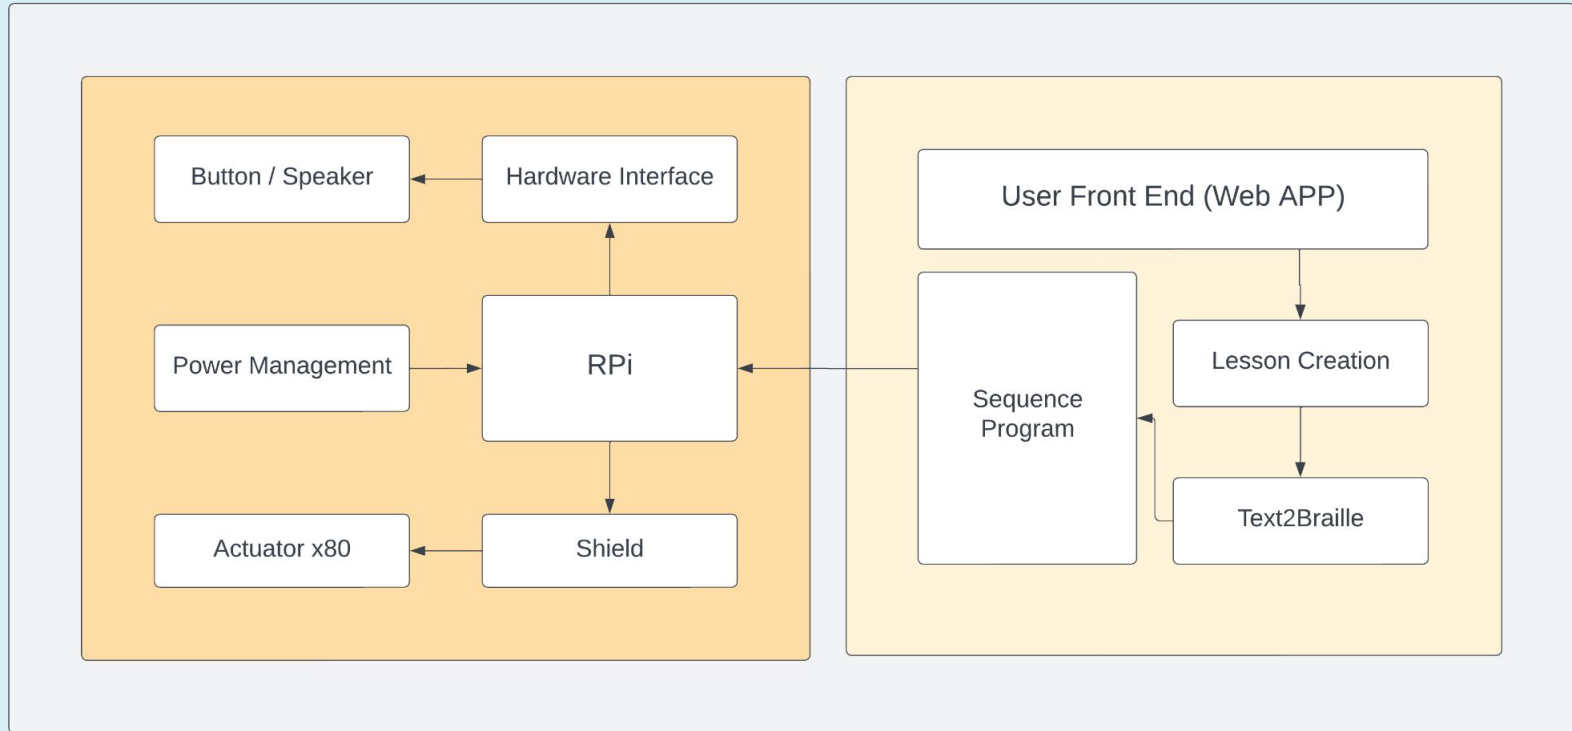 Button / Speaker
Hardware Interface
Power Management
RPi
Actuator x80
Shield
User Front End (Web APP)
Sequence
Program
Lesson Creation
Text2Braille